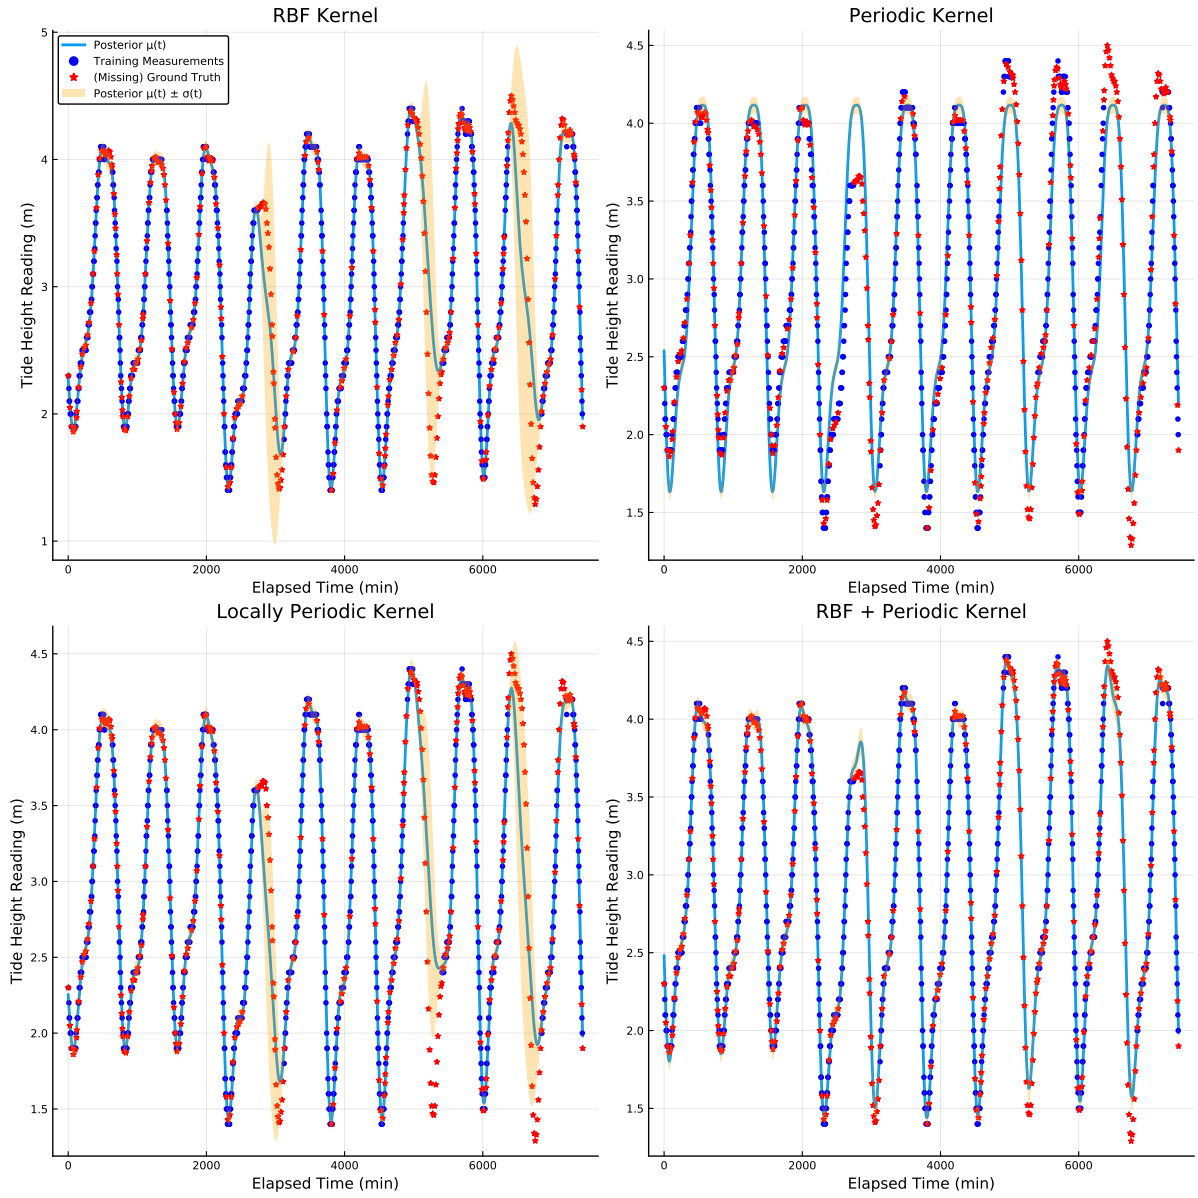 RBF Kernel
Tide Height Reading (m)
5
4
3
2
1
Posterior μ(t)
Training Measurements
(Missing) Ground Truth
Posterior μ(t) ± σ(t)
0
2000
4000
6000
Elapsed Time (min)
Periodic Kernel
Tide Height Reading (m)
4.5
4.0
3.5
3.0
2.5
2.0
1.5
0
2000
4000
6000
Elapsed Time (min)
Locally Periodic Kernel
Tide Height Reading (m)
4.5
4.0
3.5
3.0
2.5
2.0
1.5
0
2000
4000
6000
Elapsed Time (min)
RBF + Periodic Kernel
Tide Height Reading (m)
4.5
4.0
3.5
3.0
2.5
2.0
1.5
0
2000
4000
6000
Elapsed Time (min)